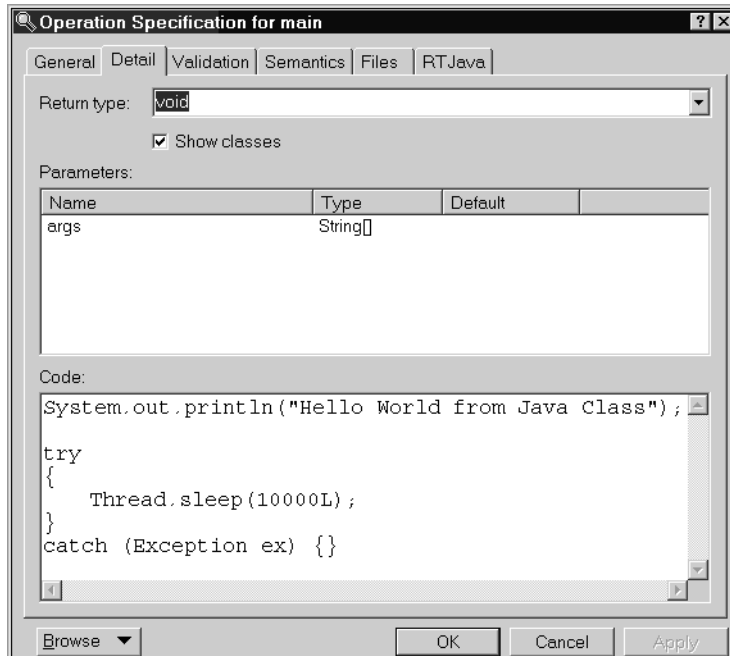 Operation Specification for main
General Detail Validation Semantics Files RTJava
Return type: void
Show classes
Parameters:
Name Type Default
args String[]
Code:
System.out.println("Hello World from Java Class");
try
{
Thread.sleep(10000L);
}
catch (Exception ex) {}
Browse OK Cancel Apply